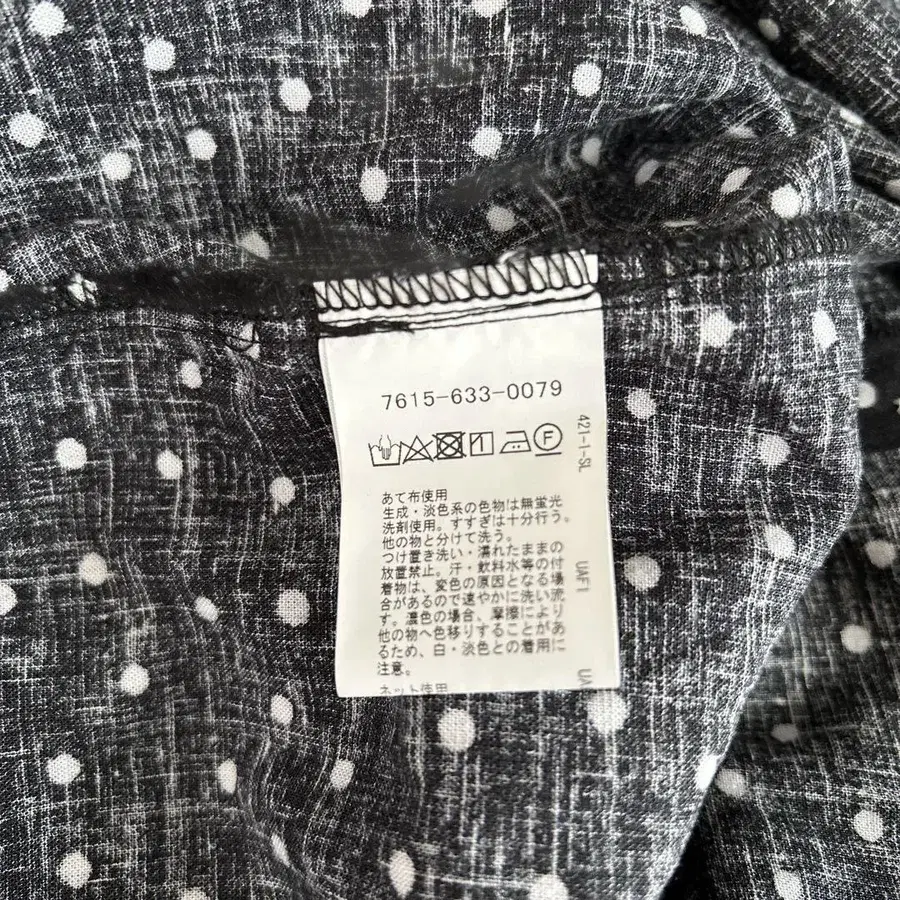 7615-633-0079
F
421-1-SL
あて布使用
生成・淡色系の色物は無蛍光
洗剤使用。すすぎは十分行う。
他の物と分けて洗う。
つけ置き洗い・濡れたままの
放置禁止。汗・飲料水等の付
着物は、変色の原因となる場
合があるので速やかに洗い流
す。濃色の場合、摩擦により
他の物へ色移りすることがあ
るため、白・淡色との着用に
注意。
ネット使用
UAF1